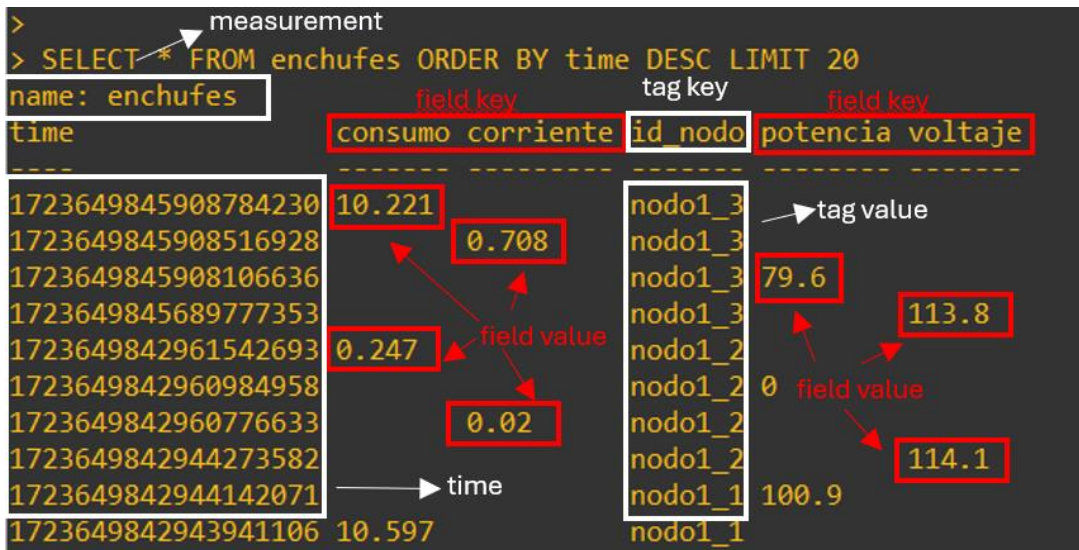 >
measurement
> SELECT * FROM enchufes ORDER BY time DESC LIMIT 20
name: enchufes
field key tag key field key
time consumo corriente id_nodo potencia voltaje
---- ------- --------- ------- -------- -------
1723649845908784230 10.221 nodo1_3 tag value
1723649845908516928 0.708 nodo1_3
1723649845908106636 nodo1_3 79.6
1723649845689777353 nodo1_3 113.8
field value
1723649842961542693 0.247 nodo1_2
1723649842960984958 nodo1_2 0 field value
1723649842960776633 0.02 nodo1_2
1723649842944273582 nodo1_2 114.1
1723649842944142071 time nodo1_1 100.9
1723649842943941106 10.597 nodo1_1